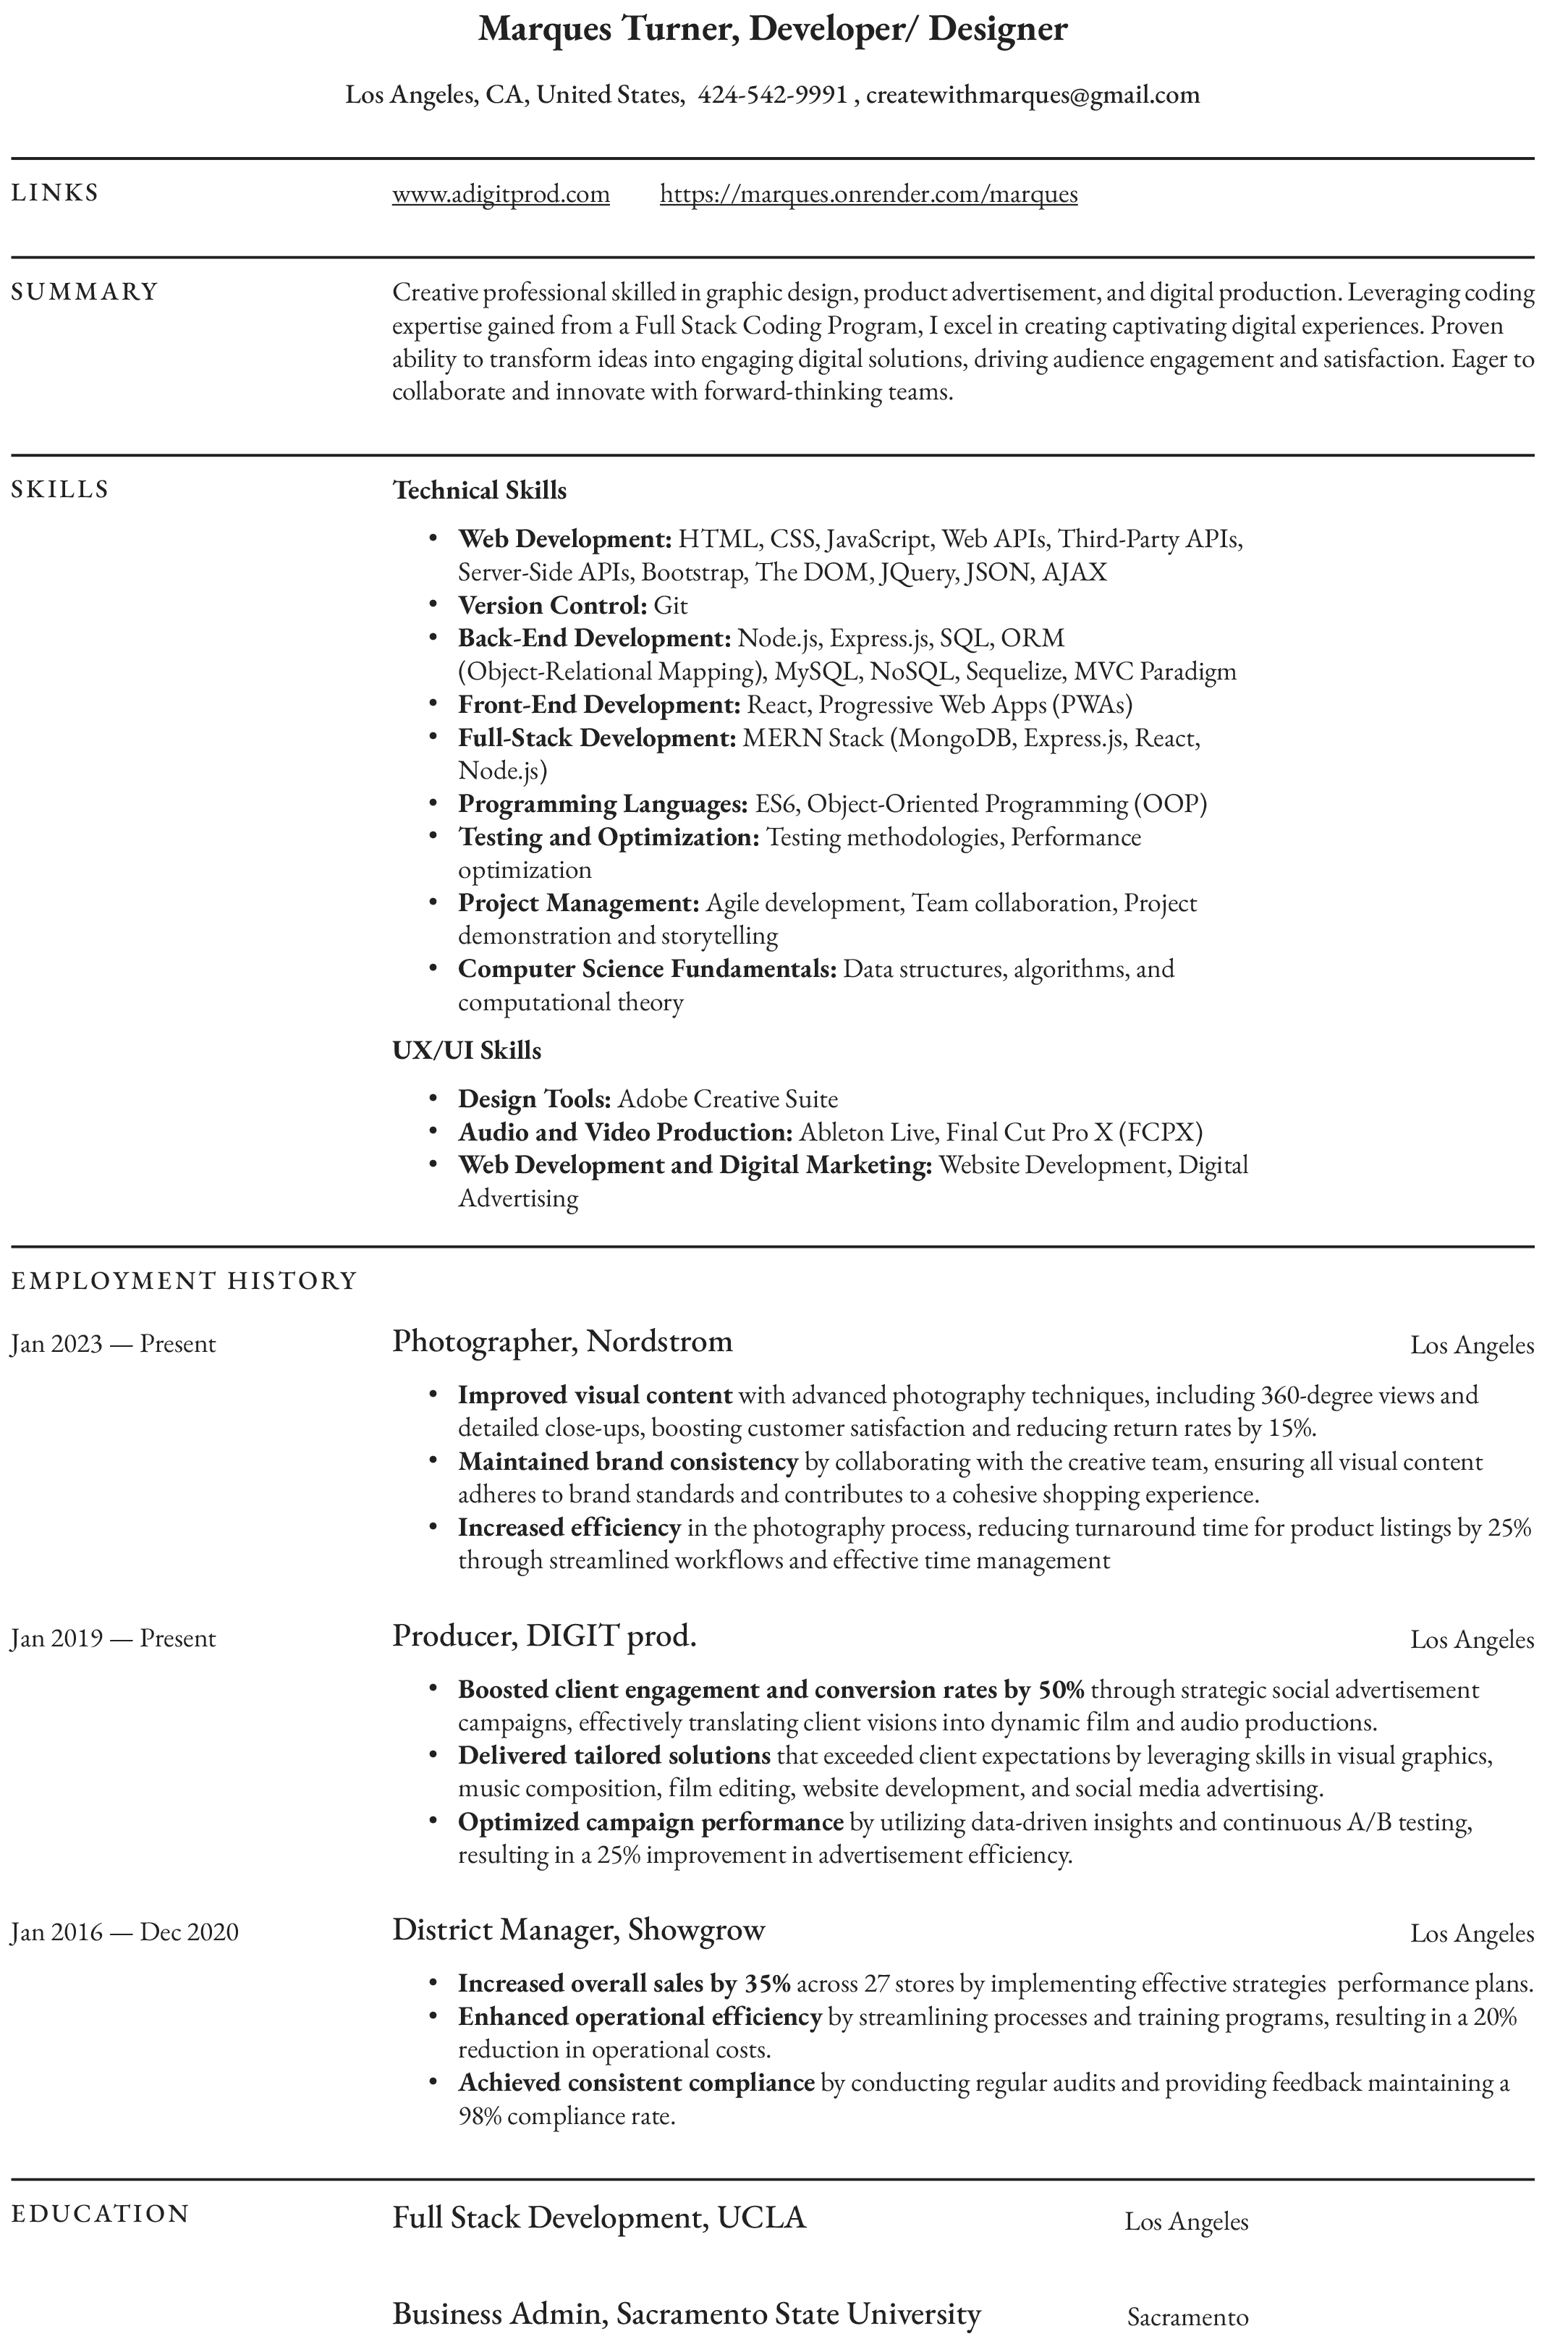 Marques Turner, Developer/ Designer
Los Angeles, CA, United States, 424-542-9991 , createwithmarques@gmail.com
LINKS
www.adigitprod.com https://marques.onrender.com/marques
SUMMARY
Creative professional skilled in graphic design, product advertisement, and digital production. Leveraging coding
expertise gained from a Full Stack Coding Program, I excel in creating captivating digital experiences. Proven
ability to transform ideas into engaging digital solutions, driving audience engagement and satisfaction. Eager to
collaborate and innovate with forward-thinking teams.
SKILLS
Technical Skills
• Web Development: HTML, CSS, JavaScript, Web APIs, Third-Party APIs,
Server-Side APIs, Bootstrap, The DOM, JQuery, JSON, AJAX
• Version Control: Git
• Back-End Development: Node.js, Express.js, SQL, ORM
(Object-Relational Mapping), MySQL, NoSQL, Sequelize, MVC Paradigm
• Front-End Development: React, Progressive Web Apps (PWAs)
• Full-Stack Development: MERN Stack (MongoDB, Express.js, React,
Node.js)
• Programming Languages: ES6, Object-Oriented Programming (OOP)
• Testing and Optimization: Testing methodologies, Performance
optimization
• Project Management: Agile development, Team collaboration, Project
demonstration and storytelling
• Computer Science Fundamentals: Data structures, algorithms, and
computational theory
UX/UI Skills
• Design Tools: Adobe Creative Suite
• Audio and Video Production: Ableton Live, Final Cut Pro X (FCPX)
• Web Development and Digital Marketing: Website Development, Digital
Advertising
EMPLOYMENT HISTORY
Jan 2023 — Present Photographer, Nordstrom Los Angeles
• Improved visual content with advanced photography techniques, including 360-degree views and
detailed close-ups, boosting customer satisfaction and reducing return rates by 15%.
• Maintained brand consistency by collaborating with the creative team, ensuring all visual content
adheres to brand standards and contributes to a cohesive shopping experience.
• Increased efficiency in the photography process, reducing turnaround time for product listings by 25%
through streamlined workflows and effective time management
Jan 2019 — Present Producer, DIGIT prod. Los Angeles
• Boosted client engagement and conversion rates by 50% through strategic social advertisement
campaigns, effectively translating client visions into dynamic film and audio productions.
• Delivered tailored solutions that exceeded client expectations by leveraging skills in visual graphics,
music composition, film editing, website development, and social media advertising.
• Optimized campaign performance by utilizing data-driven insights and continuous A/B testing,
resulting in a 25% improvement in advertisement efficiency.
Jan 2016 — Dec 2020 District Manager, Showgrow Los Angeles
• Increased overall sales by 35% across 27 stores by implementing effective strategies performance plans.
• Enhanced operational efficiency by streamlining processes and training programs, resulting in a 20%
reduction in operational costs.
• Achieved consistent compliance by conducting regular audits and providing feedback maintaining a
98% compliance rate.
EDUCATION
Full Stack Development, UCLA Los Angeles
Business Admin, Sacramento State University Sacramento